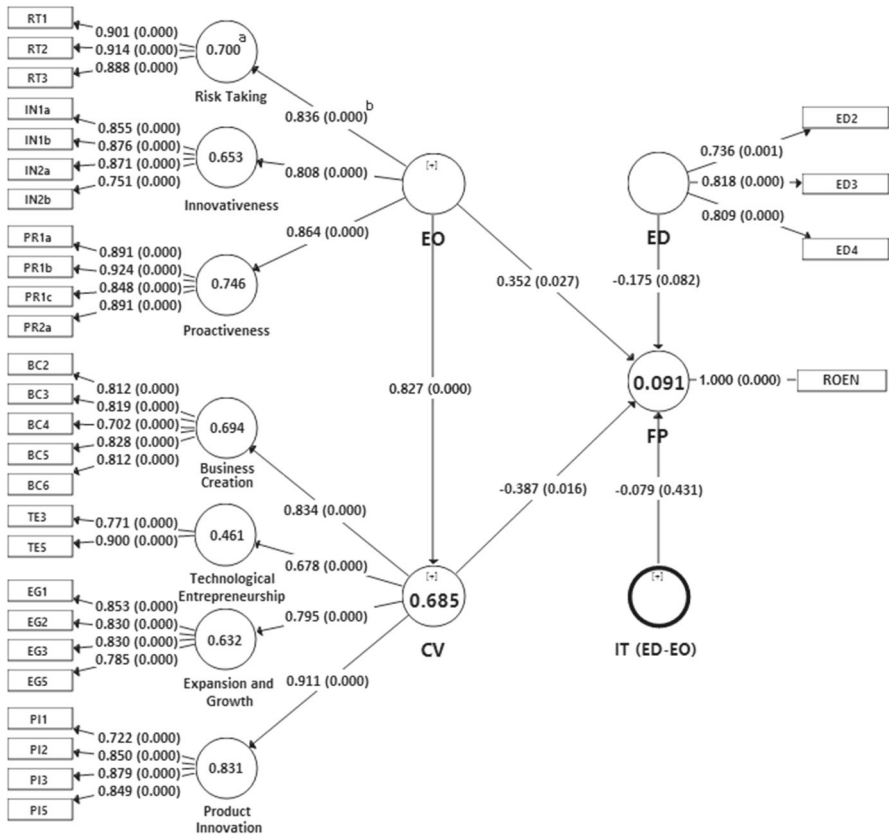 RT1
RT2
RT3
0.901 (0.000)
0.914 (0.000)
0.888 (0.000)
0.700 a
Risk Taking
IN1a
IN1b
IN2a
IN2b
0.855 (0.000)
0.876 (0.000)
0.871 (0.000)
0.751 (0.000)
0.653
Innovativeness
PR1a
PR1b
PR1c
PR2a
0.891 (0.000)
0.924 (0.000)
0.848 (0.000)
0.891 (0.000)
0.746
Proactiveness
0.836 (0.000) b
0.808 (0.000)
0.864 (0.000)
[+]
EO
ED
0.736 (0.001)
0.818 (0.000)
0.809 (0.000)
ED2
ED3
ED4
0.352 (0.027)
-0.175 (0.082)
0.827 (0.000)
0.091
FP
1.000 (0.000)
ROEN
BC2
BC3
BC4
BC5
BC6
0.812 (0.000)
0.819 (0.000)
0.702 (0.000)
0.828 (0.000)
0.812 (0.000)
0.694
Business
Creation
TE3
TE5
0.771 (0.000)
0.900 (0.000)
0.461
Technological
Entrepreneurship
EG1
EG2
EG3
EG5
0.853 (0.000)
0.830 (0.000)
0.830 (0.000)
0.785 (0.000)
0.632
Expansion and
Growth
PI1
PI2
PI3
PI5
0.722 (0.000)
0.850 (0.000)
0.879 (0.000)
0.849 (0.000)
0.831
Product
Innovation
0.834 (0.000)
0.678 (0.000)
0.795 (0.000)
0.911 (0.000)
[+]
0.685
CV
-0.387 (0.016)
-0.079 (0.431)
[+]
IT (ED-EO)